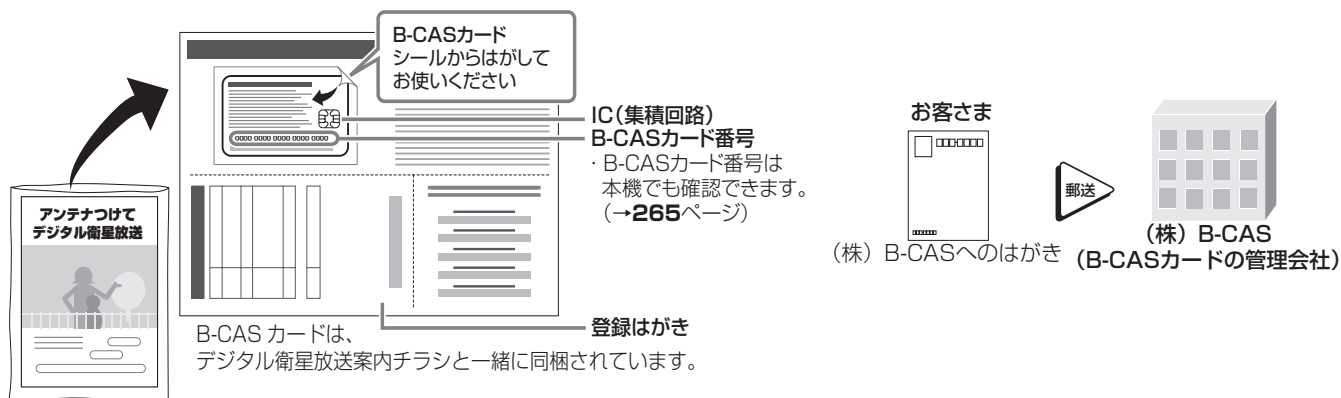 B-CASカード
シールからはがして
お使いください
IC(集積回路)
B-CASカード番号
・B-CASカード番号は
本機でも確認できます。
(→265ページ)
0000 0000 0000 0000 0000
登録はがき
アンテナつけて
デジタル衛星放送
B-CAS カードは、
デジタル衛星放送案内チラシと一緒に同梱されています。
お客さま
郵送
(株)B-CASへのはがき
(株)B-CAS
(B-CASカードの管理会社)